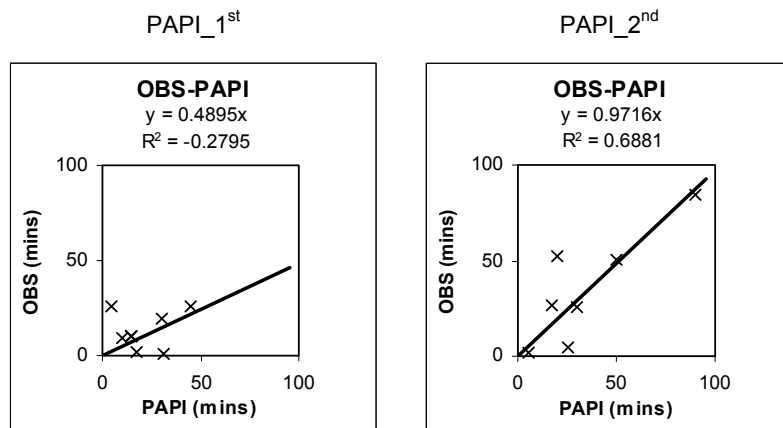 PAPI_1st
OBS-PAPI
y = 0.4895x
R² = -0.2795
100
50
0
OBS (mins)
0 50 100
PAPI (mins)
PAPI_2nd
OBS-PAPI
y = 0.9716x
R² = 0.6881
100
50
0
OBS (mins)
0 50 100
PAPI (mins)